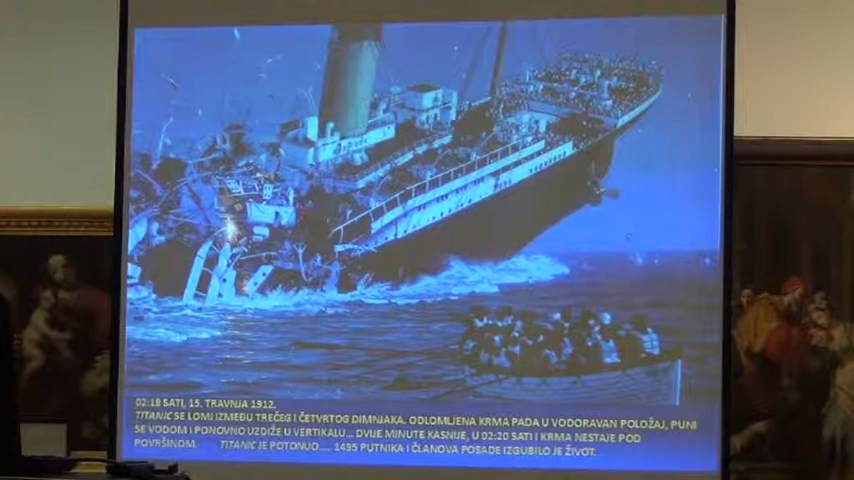 02:18 SATI, 15. TRAVNJA 1912.
TITANIC SE LOMI IZMEĐU TREČEG I ČETVRTOG DIMNJAKA. ODLOMLJENA KRMA PADA U VODORAVAN POLOŽAJ, PUNI
SE VODOM I PONOVNO UZDIŽE U VERTIKALU... DVIJE MINUTE KASNIJE, U 02:20 SATI I KRMA NESTAJE POD
POVRŠINOM. TITANIC JE POTONUO.... 1495 PUTNIKA I ČLANOVA POSADE IZGUBILO JE ŽIVOT.